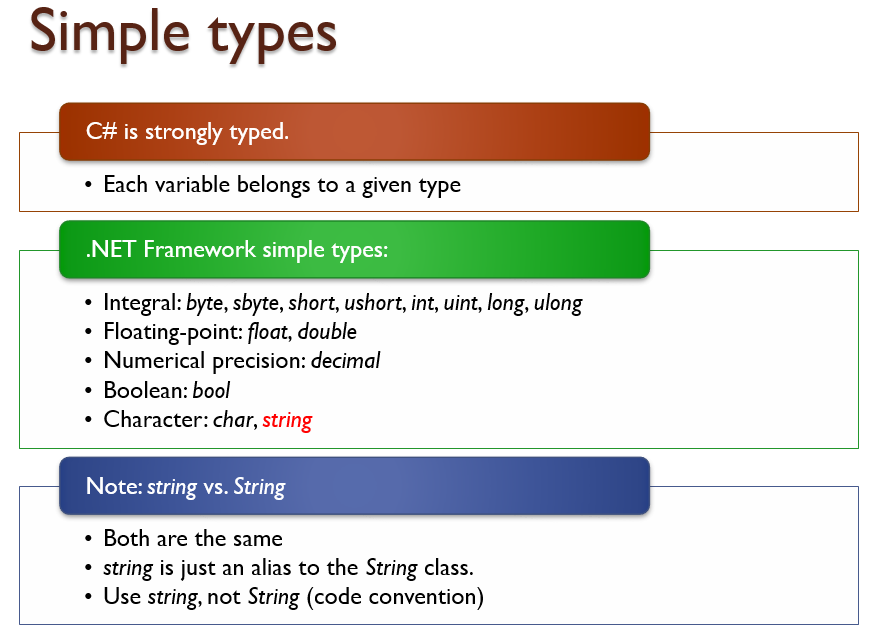 Simple types
C# is strongly typed.
• Each variable belongs to a given type
.NET Framework simple types:
• Integral: byte, sbyte, short, ushort, int, uint, long, ulong
• Floating-point: float, double
• Numerical precision: decimal
• Boolean: bool
• Character: char, string
Note: string vs. String
• Both are the same
• string is just an alias to the String class.
• Use string, not String (code convention)